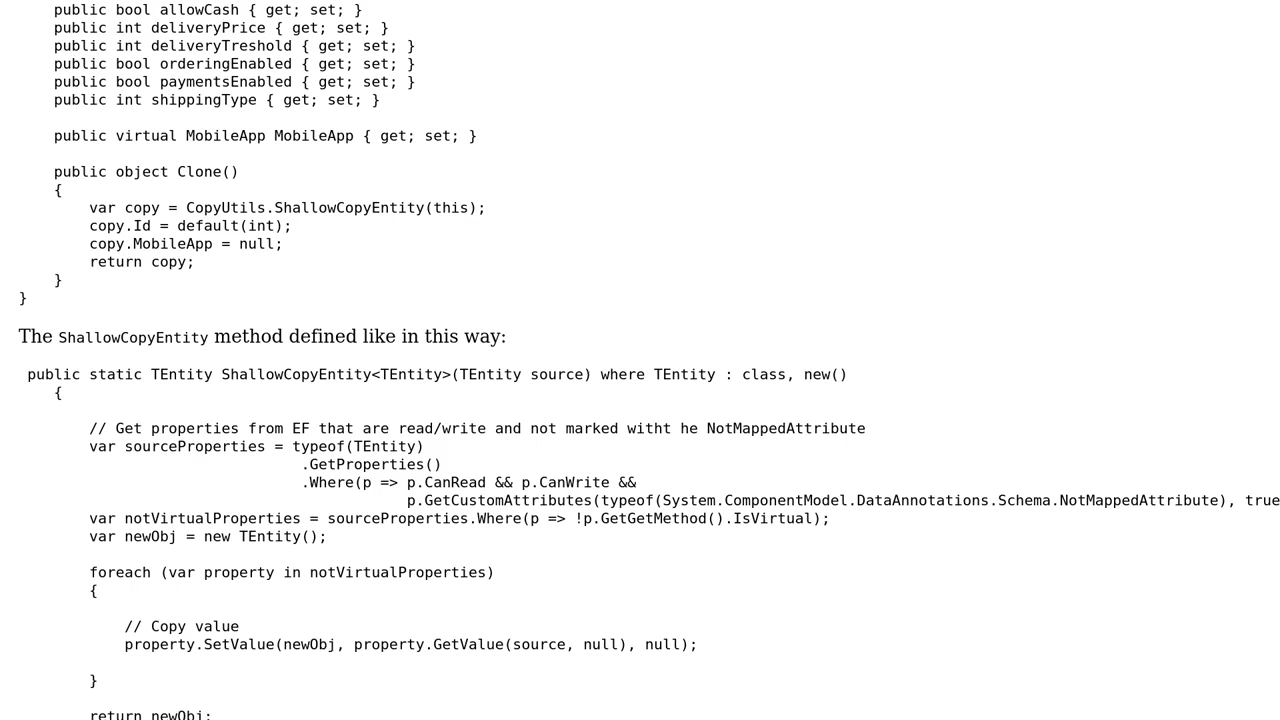 public bool allowCash { get; set; }
public int deliveryPrice { get; set; }
public int deliveryTreshold { get; set; }
public bool orderingEnabled { get; set; }
public bool paymentsEnabled { get; set; }
public int shippingType { get; set; }
public virtual MobileApp MobileApp { get; set; }
public object Clone()
{
var copy = CopyUtils.ShallowCopyEntity(this);
copy.Id = default(int);
copy.MobileApp = null;
return copy;
}
}
The ShallowCopyEntity method defined like in this way:
public static TEntity ShallowCopyEntity<TEntity>(TEntity source) where TEntity : class, new()
{
// Get properties from EF that are read/write and not marked witht he NotMappedAttribute
var sourceProperties = typeof(TEntity)
.GetProperties()
.Where(p => p.CanRead && p.CanWrite &&
p.GetCustomAttributes(typeof(System.ComponentModel.DataAnnotations.Schema.NotMappedAttribute), true
var notVirtualProperties = sourceProperties.Where(p => !p.GetGetMethod().IsVirtual);
var newObj = new TEntity();
foreach (var property in notVirtualProperties)
{
// Copy value
property.SetValue(newObj, property.GetValue(source, null), null);
}
return newObj;